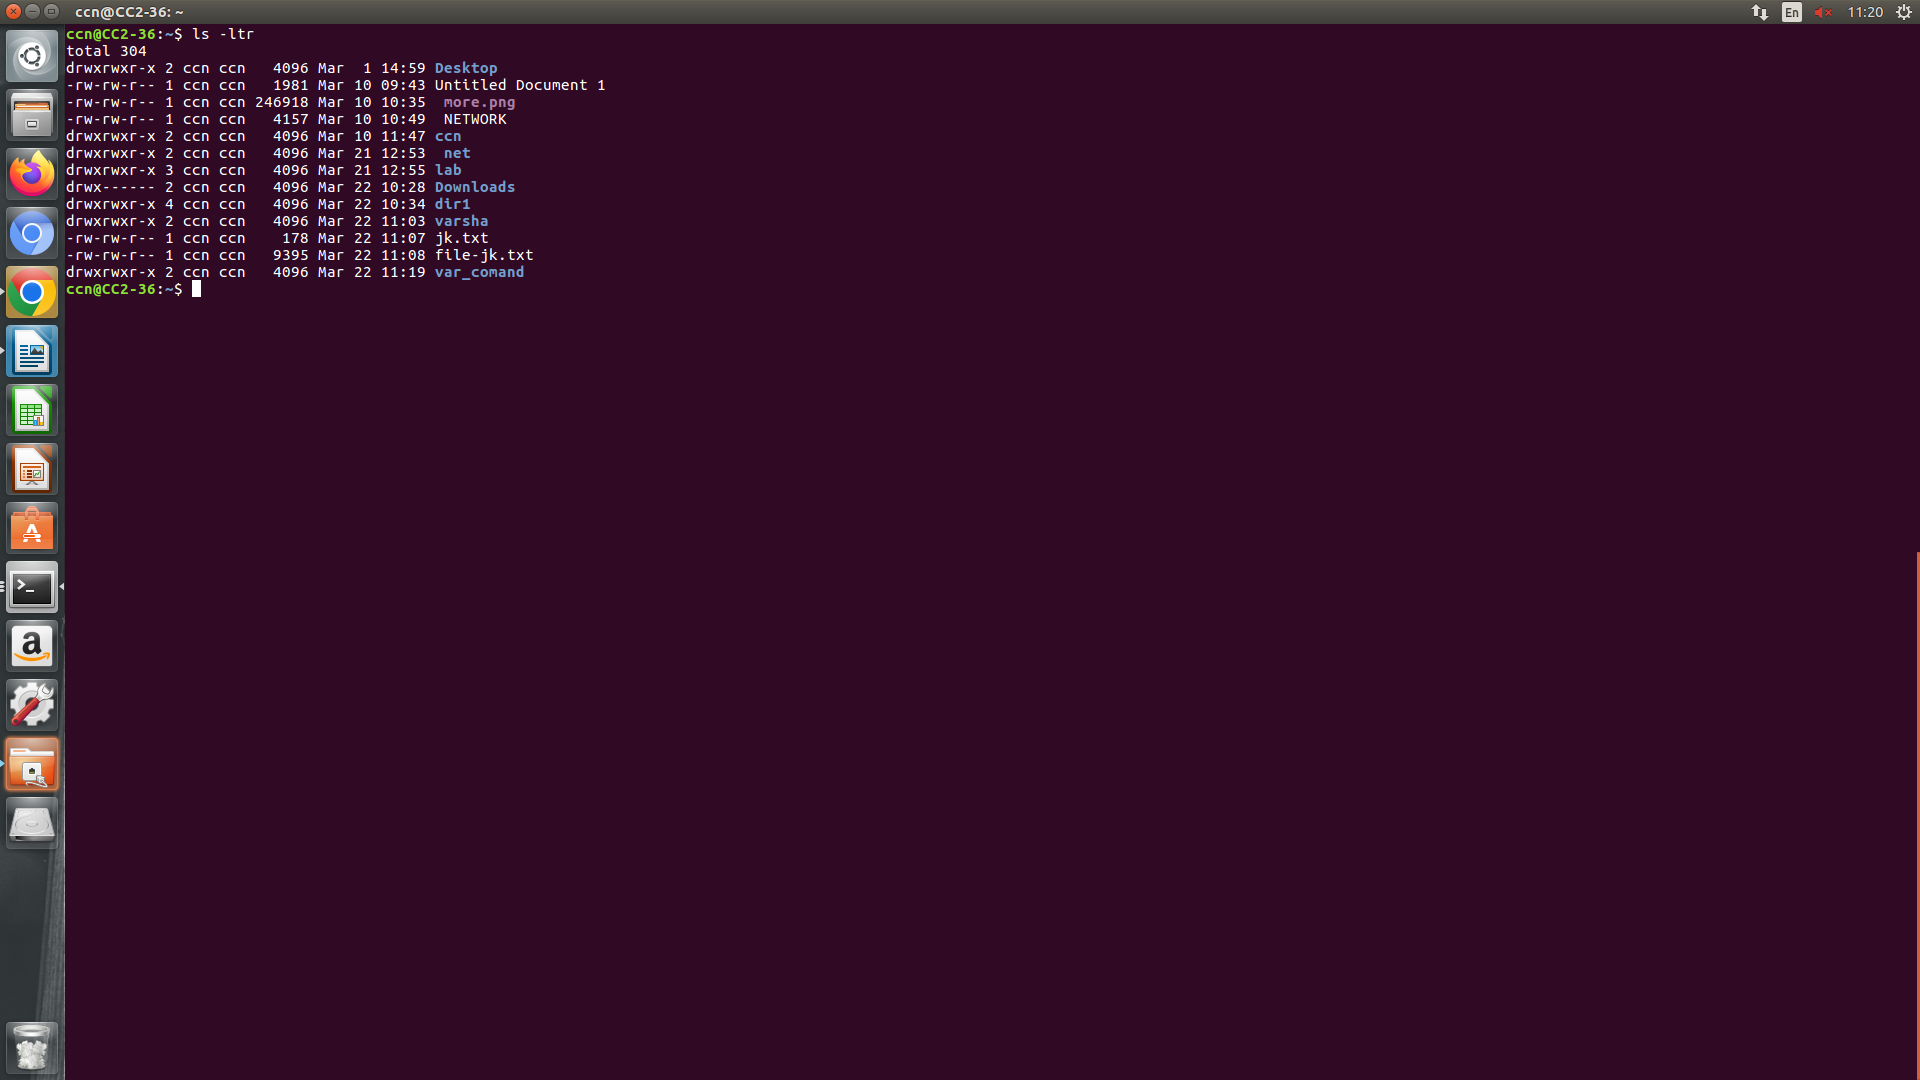 ccn@CC2-36: ~
En
11:20
ccn@CC2-36:~$ ls -ltr
total 304
drwxrwxr-x 2 ccn ccn   4096 Mar  1 14:59 Desktop
-rw-rw-r-- 1 ccn ccn   1981 Mar 10 09:43 Untitled Document 1
-rw-rw-r-- 1 ccn ccn 246918 Mar 10 10:35  more.png
-rw-rw-r-- 1 ccn ccn   4157 Mar 10 10:49  NETWORK
drwxrwxr-x 2 ccn ccn   4096 Mar 10 11:47 ccn
drwxrwxr-x 2 ccn ccn   4096 Mar 21 12:53  net
drwxrwxr-x 3 ccn ccn   4096 Mar 21 12:55 lab
drwx------ 2 ccn ccn   4096 Mar 22 10:28 Downloads
drwxrwxr-x 4 ccn ccn   4096 Mar 22 10:34 dir1
drwxrwxr-x 2 ccn ccn   4096 Mar 22 11:03 varsha
-rw-rw-r-- 1 ccn ccn    178 Mar 22 11:07 jk.txt
-rw-rw-r-- 1 ccn ccn   9395 Mar 22 11:08 file-jk.txt
drwxrwxr-x 2 ccn ccn   4096 Mar 22 11:19 var_comand
ccn@CC2-36:~$